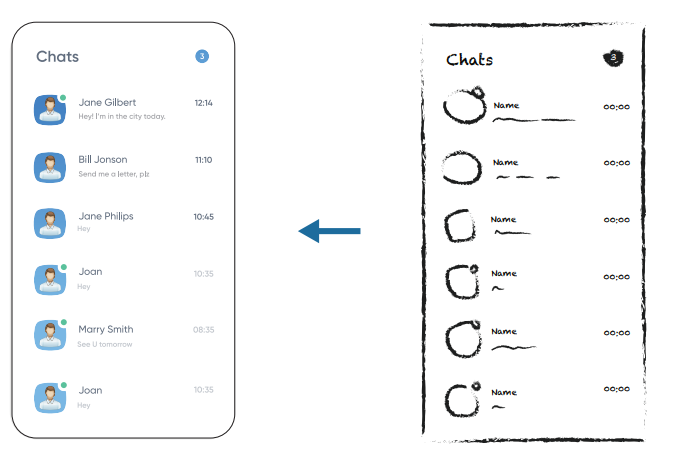 Chats
3
Jane Gilbert
12:14
Hey! I'm in the city today.
Bill Jonson
11:10
Send me a letter, plz
Jane Philips
10:45
Hey
Joan
10:35
Hey
Marry Smith
08:35
See U tomorrow
Joan
10:35
Hey
Chats
3
Name
00:00
Name
00:00
Name
00:00
Name
00:00
Name
00:00
Name
00:00